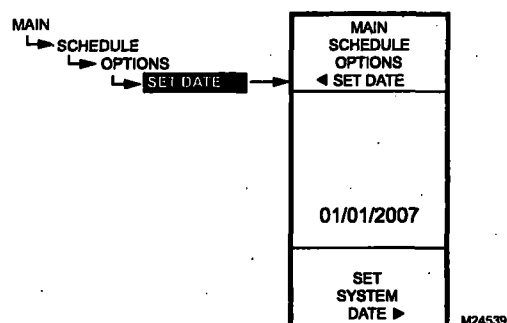 MAIN
SCHEDULE
OPTIONS
SET DATE
MAIN
SCHEDULE
OPTIONS
◄ SET DATE
01/01/2007
SET
SYSTEM
DATE ►
M24539